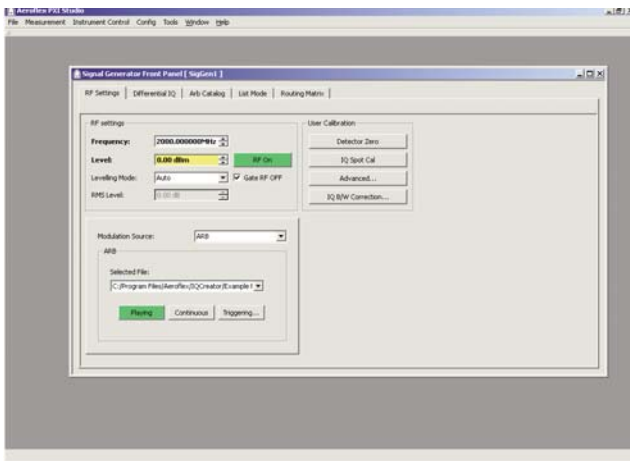 Aeroflex PXI Studio
File Measurement Instrument Control Config Tools Window Help
Signal Generator Front Panel [ SigGen1 ]
RF Settings Differential IQ Arb Catalog List Mode Routing Matrix
RF settings
Frequency: 2000.000000MHz
Level: 0.00 dBm RF On
Levelling Mode: Auto Gate RF OFF
RMS Level: 0.00 dB
User Calibration
Detector Zero
IQ Spot Cal
Advanced...
IQ B/W Correction...
Modulation Source: ARB
ARB
Selected File:
C:/Program Files/Aeroflex/IQCreator/Example
Playing Continuous Triggering...